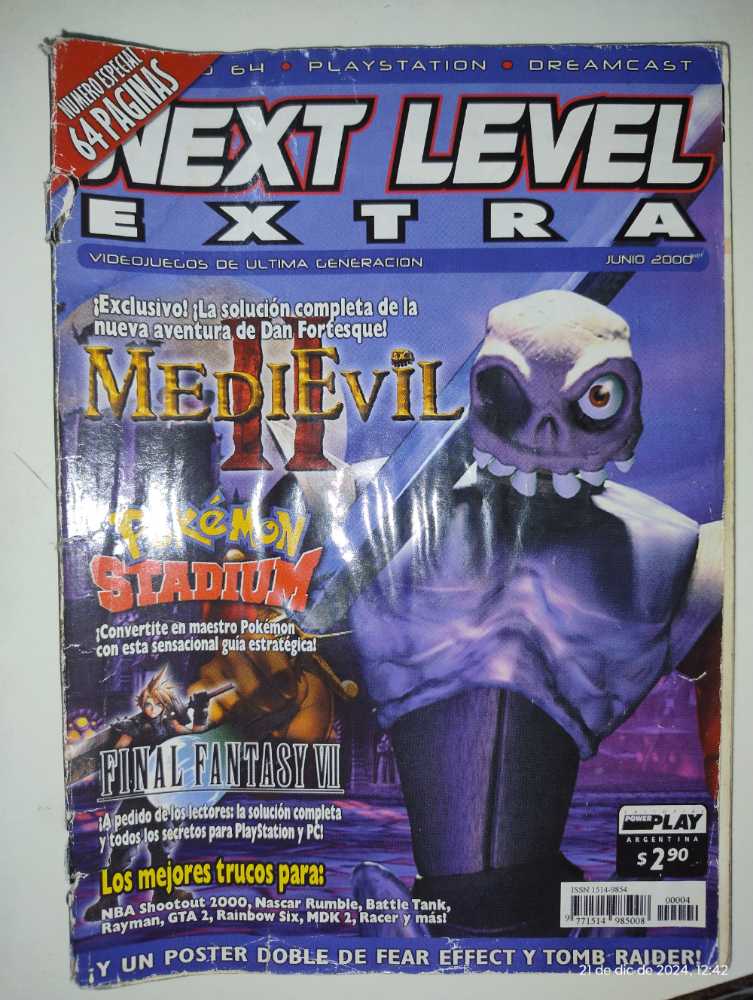 NUMERO ESPECIAL
64 PAGINAS
64 • PLAYSTATION • DREAMCAST
NEXT LEVEL
EXTRA
VIDEOJUEGOS DE ULTIMA GENERACION JUNIO 2000
¡Exclusivo! ¡La solución completa de la
nueva aventura de Dan Fortesque!
MEDIEVIL
II
POKéMON
STADIUM
¡Convertite en maestro Pokémon
con esta sensacional guia estratégica!
FINAL FANTASY VII
¡A pedido de los lectores: la solución completa
y todos los secretos para PlayStation y PC!
Los mejores trucos para:
NBA Shootout 2000, Nascar Rumble, Battle Tank,
Rayman, GTA 2, Rainbow Six, MDK 2, Racer y más!
POWER PLAY
ARGENTINA
$ 2.90
ISSN 1514-9854
00004
9 771514 985008
¡Y UN POSTER DOBLE DE FEAR EFFECT Y TOMB RAIDER!
21 de dic de 2024, 12:42